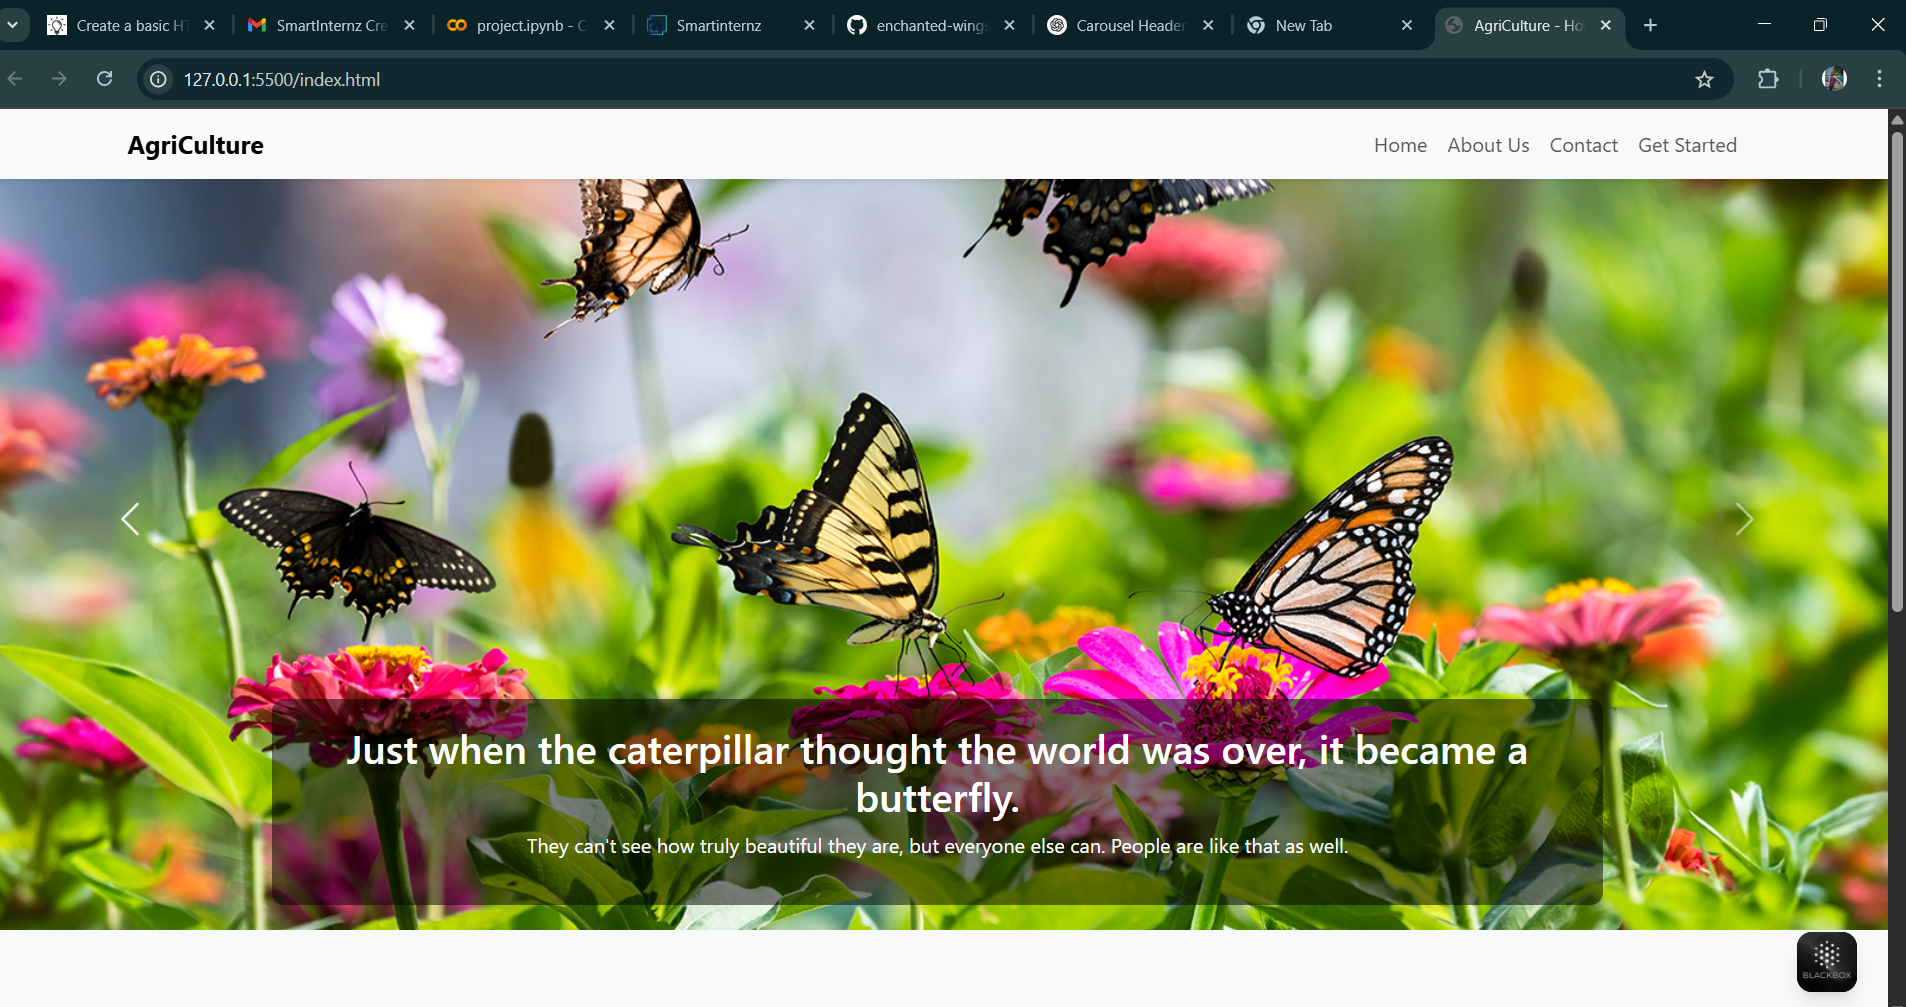 Create a basic HT
SmartInternz Cre
project.ipynb - C
Smartinternz
enchanted-wing
Carousel Header
New Tab
AgriCulture - Ho
127.0.0.1:5500/index.html
AgriCulture
Home
About Us
Contact
Get Started
Just when the caterpillar thought the world was over, it became a
butterfly.
They can't see how truly beautiful they are, but everyone else can. People are like that as well.
BLACKBOX